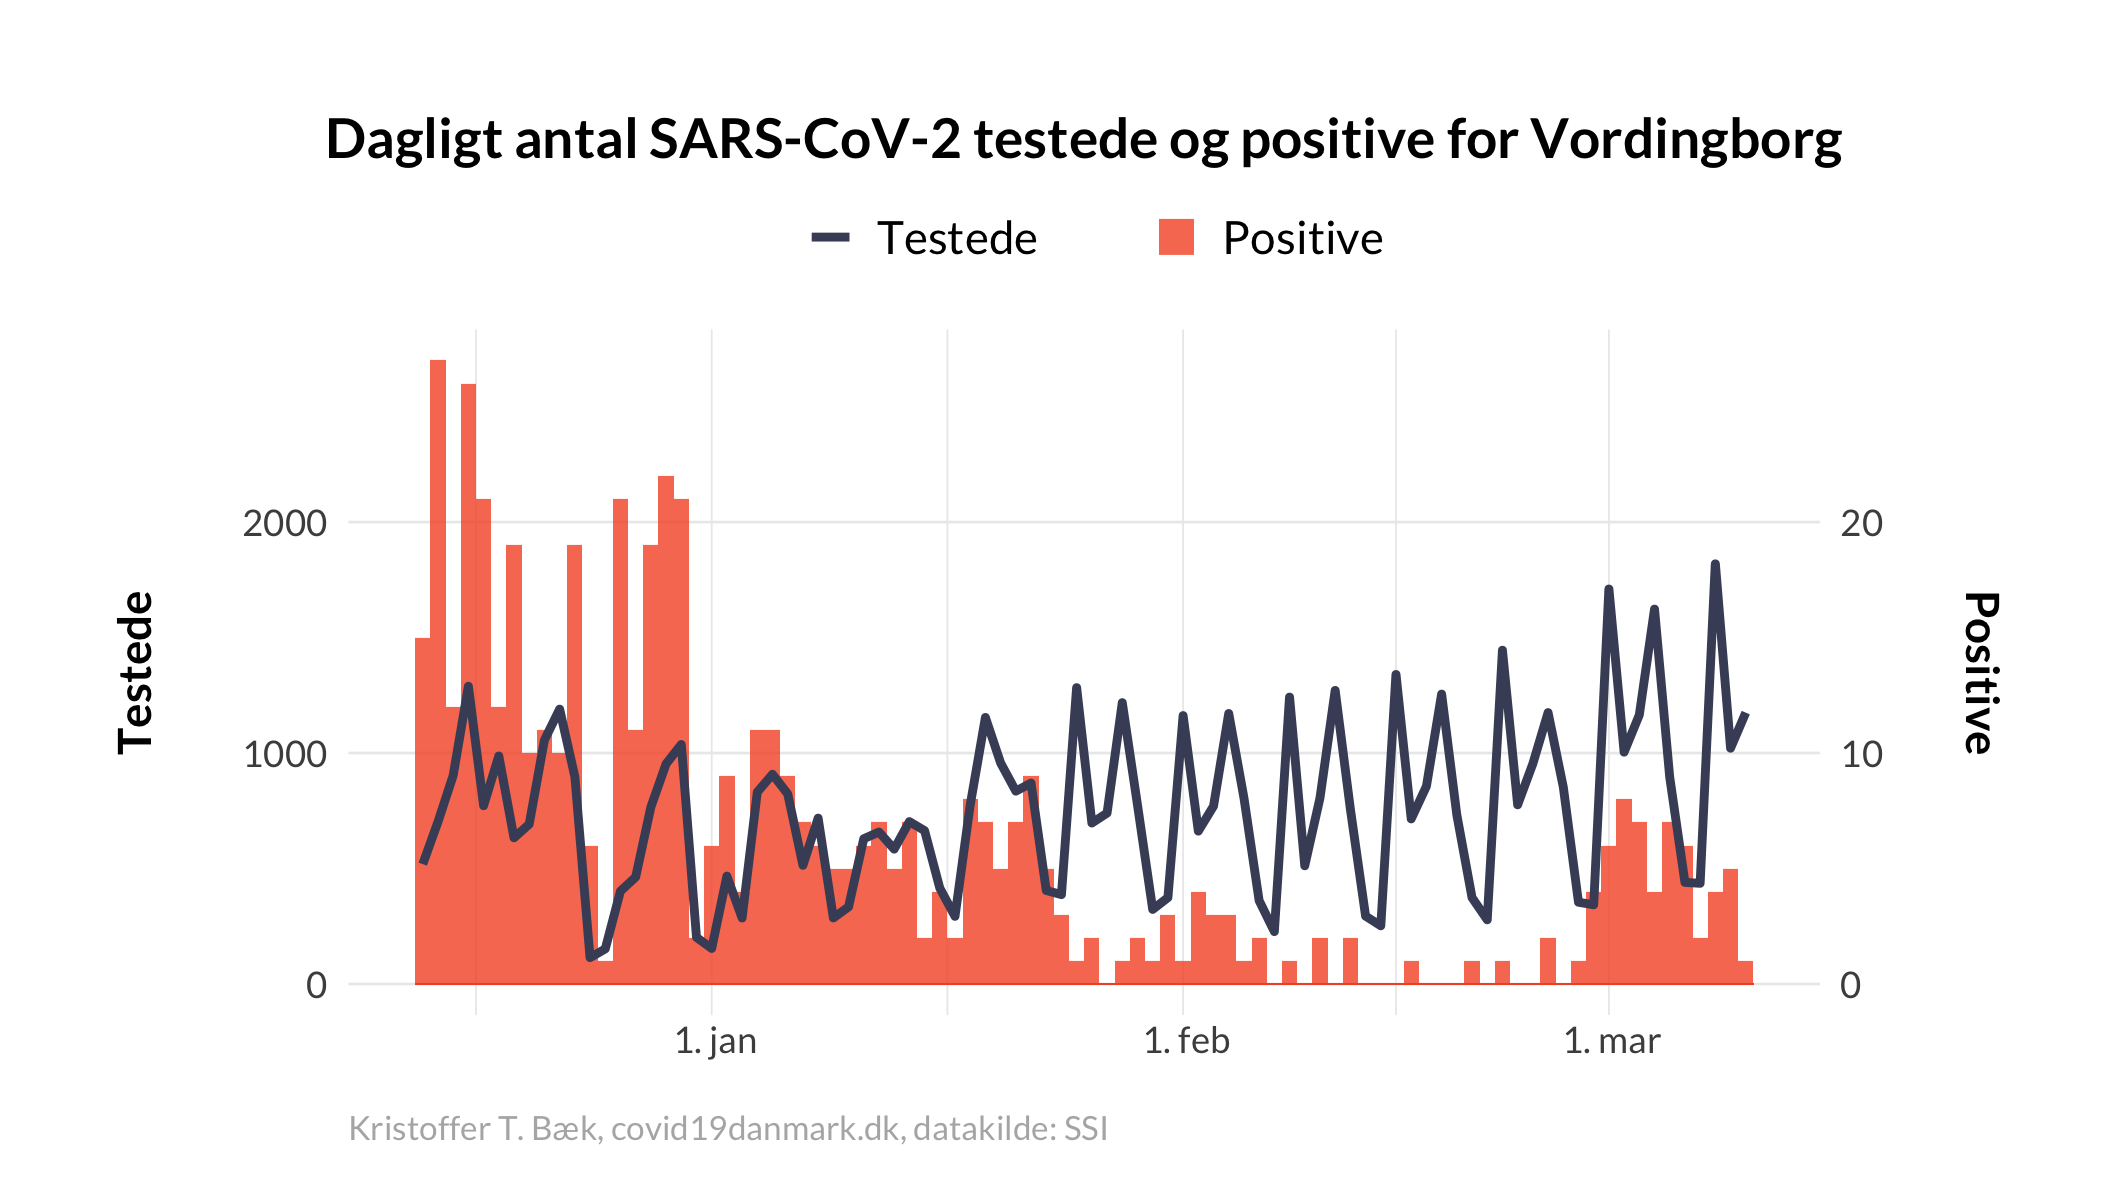 Dagligt antal SARS-CoV-2 testede og positive for Vordingborg
Testede
Positive
Testede
2000
1000
0
20
10
0
Positive
1. jan
1. feb
1. mar
Kristoffer T. Bæk, covid19danmark.dk, datakilde: SSI